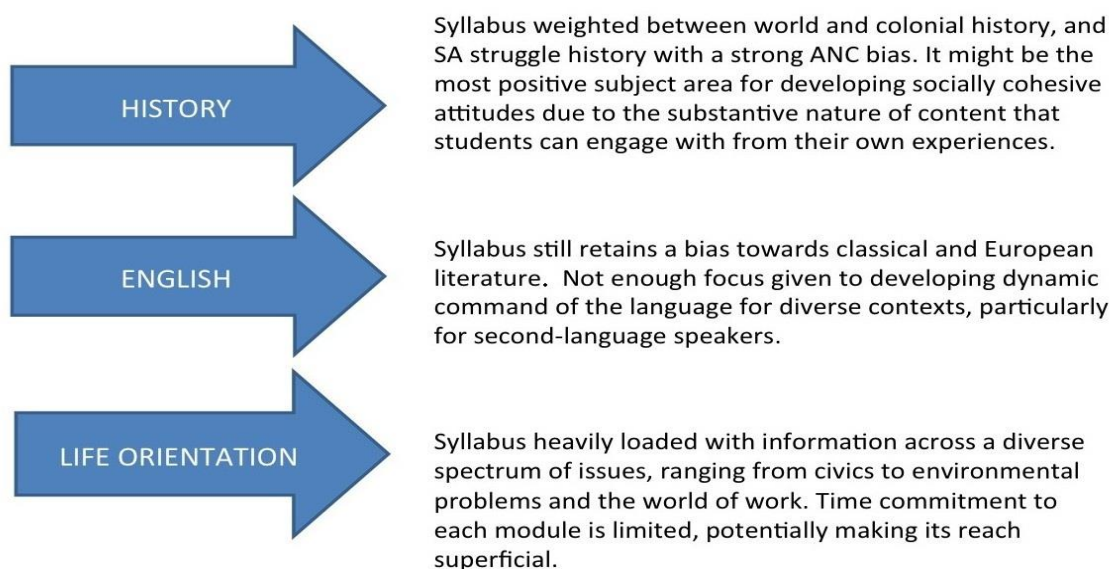 HISTORY
Syllabus weighted between world and colonial history, and
SA struggle history with a strong ANC bias. It might be the
most positive subject area for developing socially cohesive
attitudes due to the substantive nature of content that
students can engage with from their own experiences.
ENGLISH
Syllabus still retains a bias towards classical and European
literature. Not enough focus given to developing dynamic
command of the language for diverse contexts, particularly
for second-language speakers.
LIFE ORIENTATION
Syllabus heavily loaded with information across a diverse
spectrum of issues, ranging from civics to environmental
problems and the world of work. Time commitment to
each module is limited, potentially making its reach
superficial.